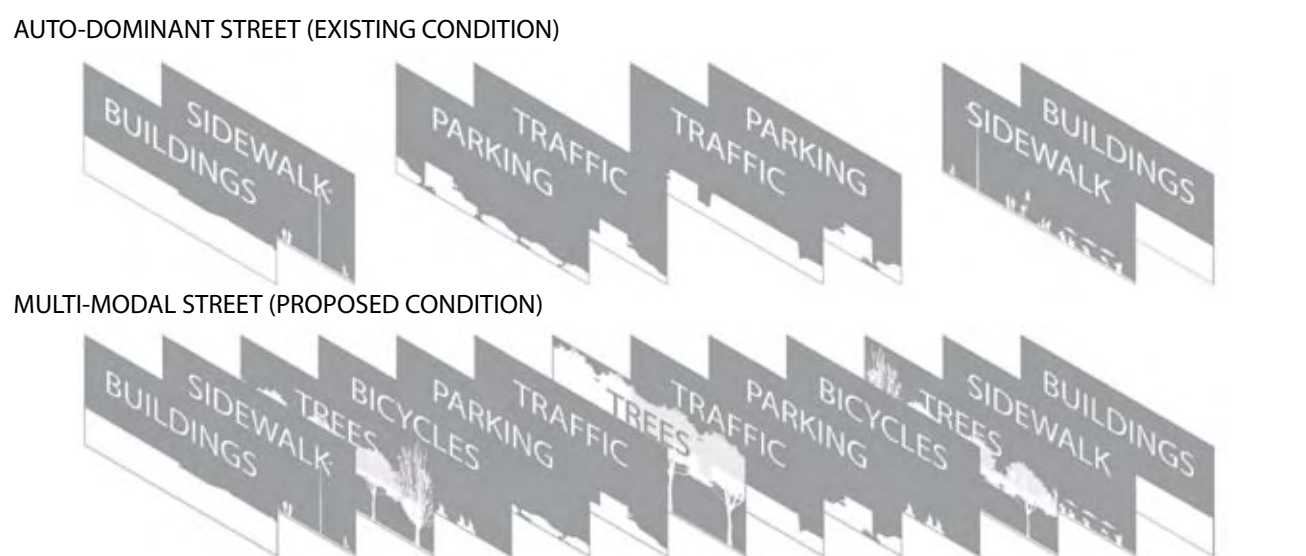 AUTO-DOMINANT STREET (EXISTING CONDITION)
BUILDINGS
SIDEWALK
PARKING
TRAFFIC
TRAFFIC
PARKING
SIDEWALK
BUILDINGS
MULTI-MODAL STREET (PROPOSED CONDITION)
BUILDINGS
SIDEWALK
TREES
BICYCLES
PARKING
TRAFFIC
TREES
TRAFFIC
PARKING
BICYCLES
TREES
SIDEWALK
BUILDINGS